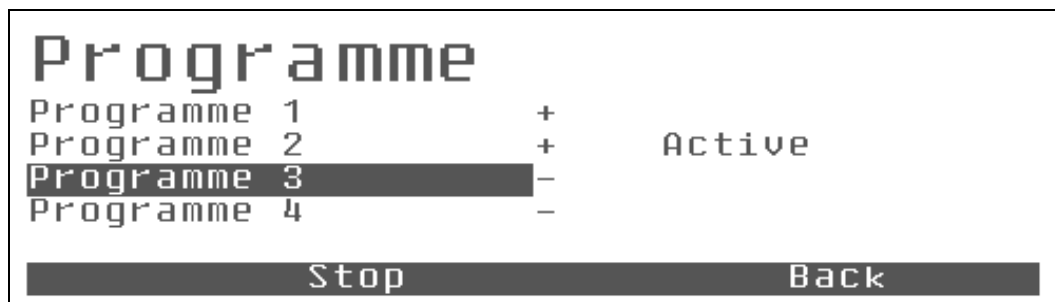 Programme
Programme 1 +
Programme 2 + Active
Programme 3 –
Programme 4 –
Stop Back